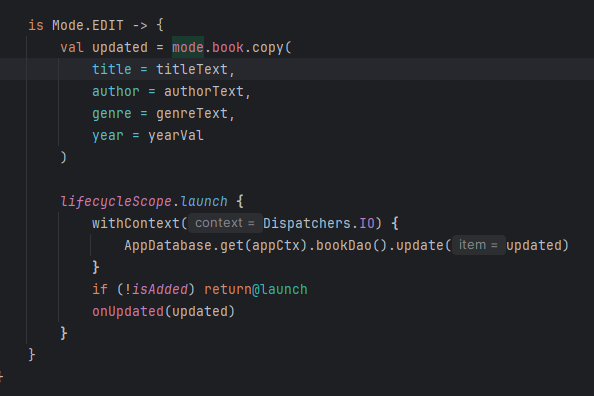 is Mode.EDIT -> {
val updated = mode.book.copy(
title = titleText,
author = authorText,
genre = genreText,
year = yearVal
)
lifecycleScope.launch {
withContext( context = Dispatchers.IO) {
AppDatabase.get(appCtx).bookDao().update( item = updated)
}
if (!isAdded) return@launch
onUpdated(updated)
}
}
}